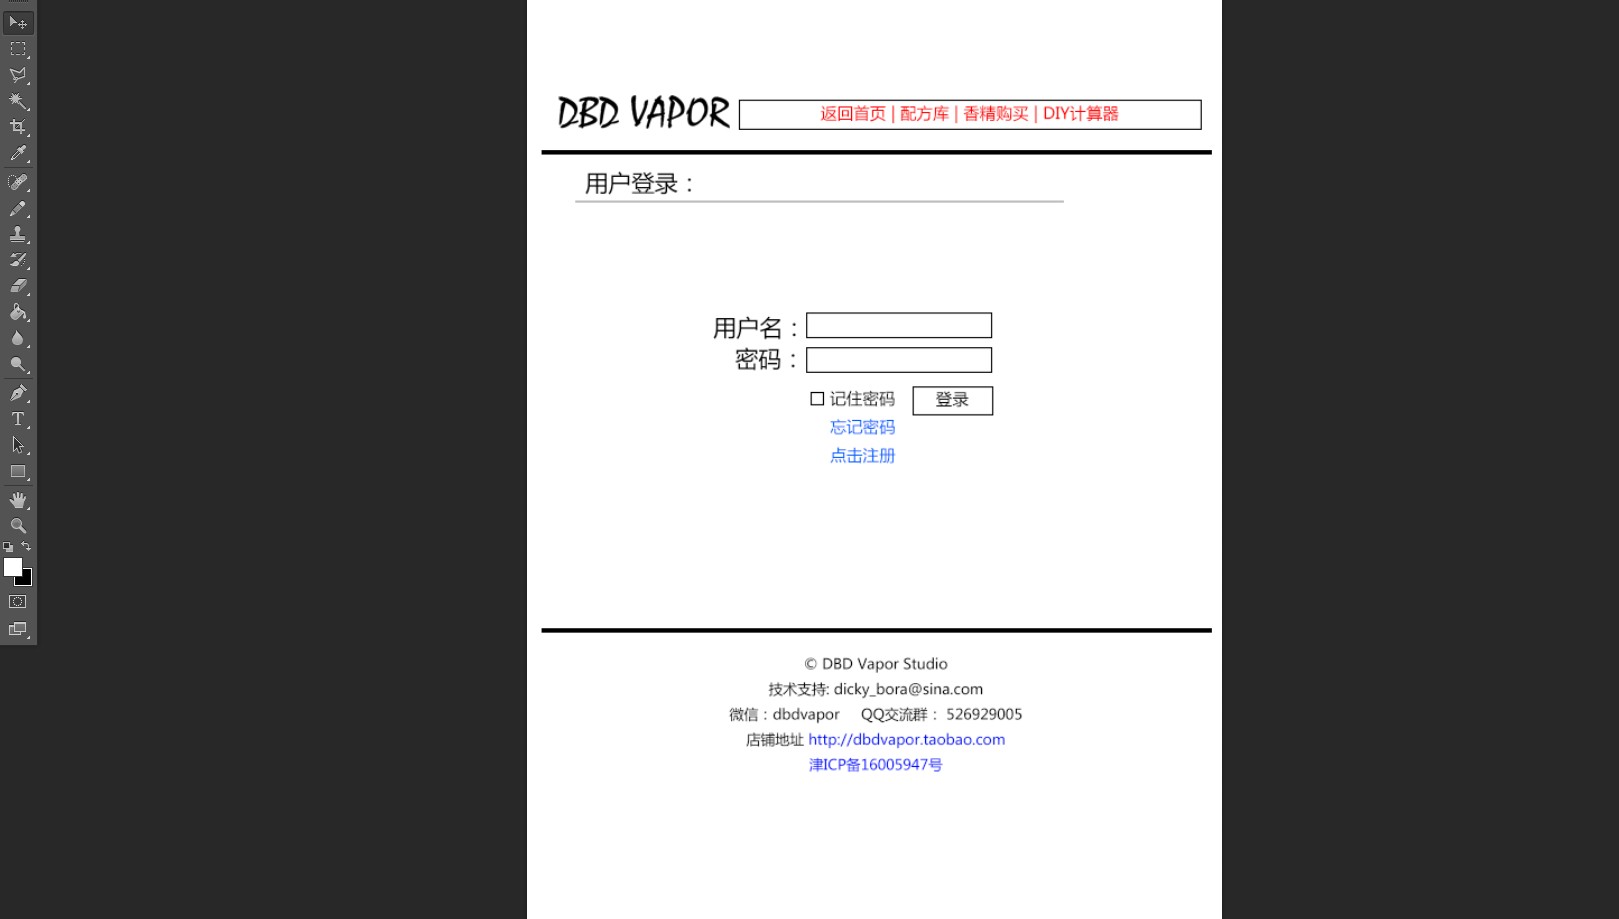 DBD VAPOR
返回首页 | 配方库 | 香精购买 | DIY计算器
用户登录：
用户名：
密码：
记住密码 登录
忘记密码
点击注册
© DBD Vapor Studio
技术支持: dicky_bora@sina.com
微信：dbdvapor QQ交流群： 526929005
店铺地址 http://dbdvapor.taobao.com
津ICP备16005947号